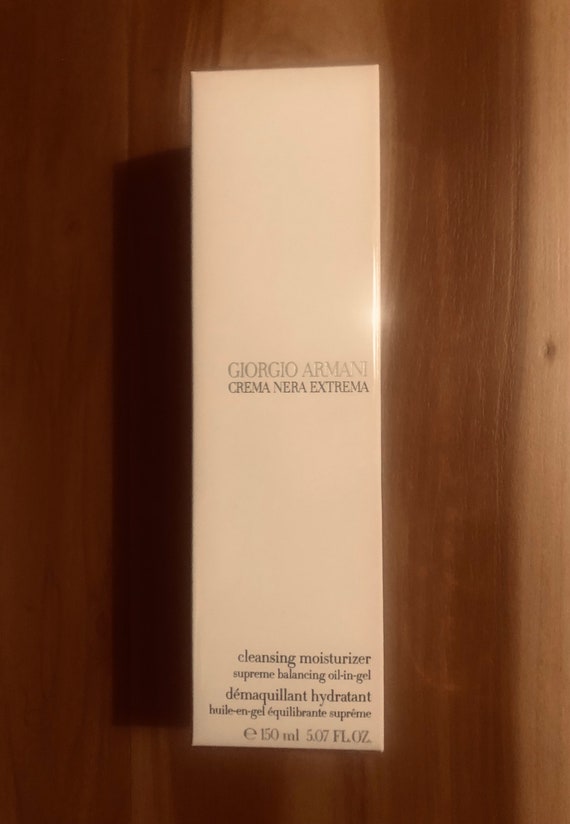 GIORGIO ARMANI
CREMA NERA EXTREMA
cleansing moisturizer
supreme balancing oil-in-gel
démaquillant hydratant
huile-en-gel équilibrante suprême
℮ 150 ml 5.07 FL.OZ.